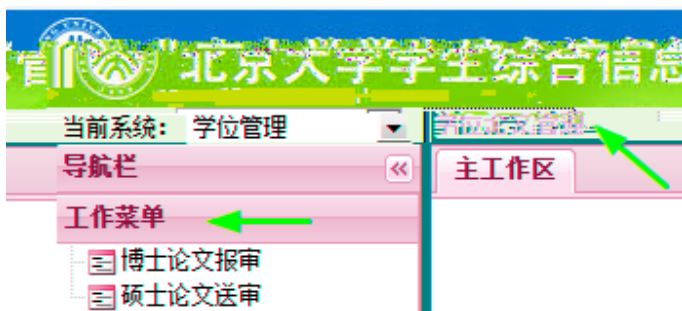 北京大学学生综合信息
当前系统： 学位管理
导航栏
主工作区
工作菜单
博士论文报审
硕士论文送审